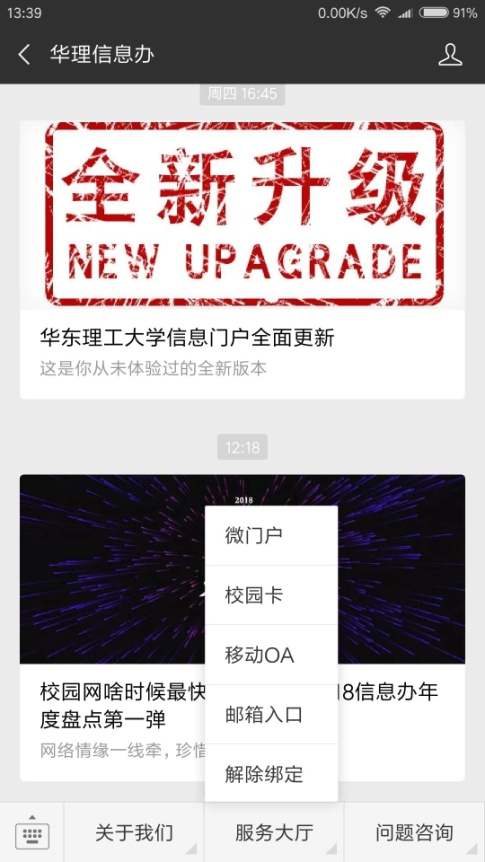 13:39
0.00K/s
91%
华理信息办
周四 16:45
全新升级
NEW UPAGRADE
华东理工大学信息门户全面更新
这是你从未体验过的全新版本
12:18
2018
微门户
校园卡
移动OA
邮箱入口
解除绑定
校园网啥时候最快
8信息办年
度盘点第一弹
网络情缘一线牵，珍惜
关于我们
服务大厅
问题咨询